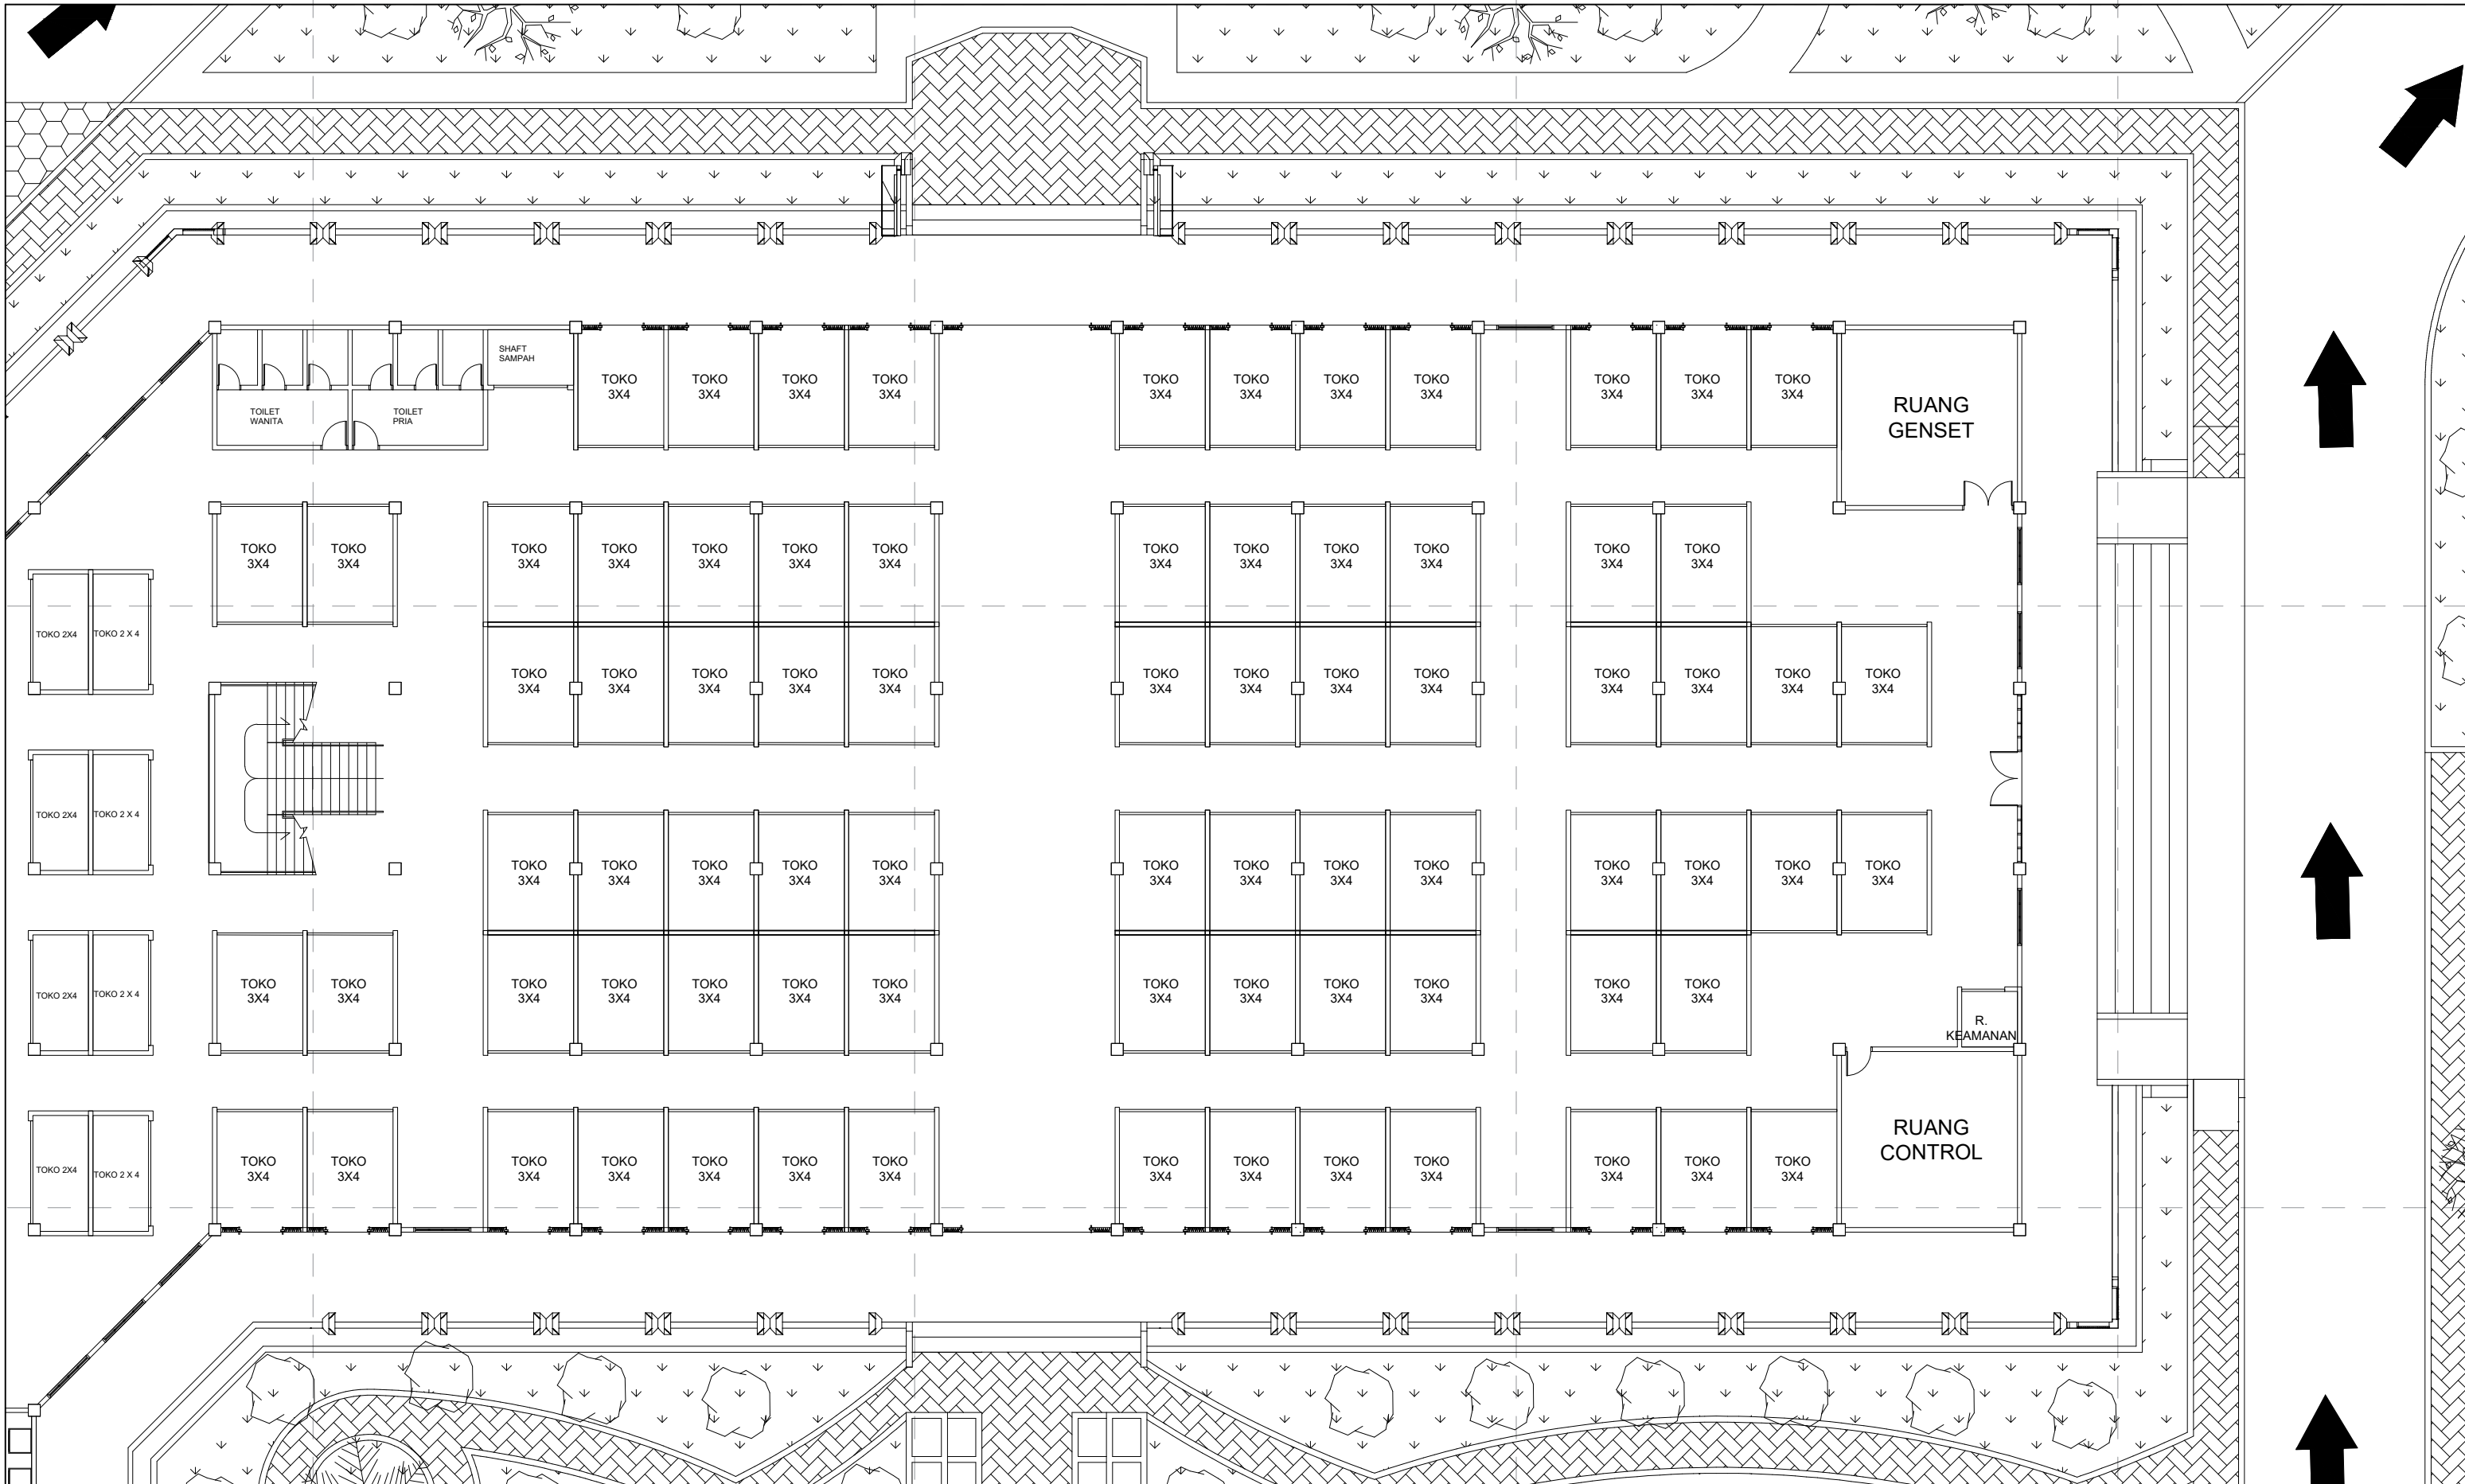 SHAFT
SAMPAH
TOKO TOKO TOKO TOKO TOKO TOKO TOKO TOKO TOKO TOKO TOKO
3X4 3X4 3X4 3X4 3X4 3X4 3X4 3X4 3X4 3X4 3X4
RUANG
GENSET
TOILET
WANITA
TOILET
PRIA
TOKO TOKO TOKO TOKO TOKO TOKO TOKO TOKO TOKO TOKO TOKO TOKO TOKO
3X4 3X4 3X4 3X4 3X4 3X4 3X4 3X4 3X4 3X4 3X4 3X4 3X4
TOKO 2X4 TOKO 2 X 4
TOKO TOKO TOKO TOKO TOKO TOKO TOKO TOKO TOKO TOKO TOKO TOKO TOKO
3X4 3X4 3X4 3X4 3X4 3X4 3X4 3X4 3X4 3X4 3X4 3X4 3X4
TOKO 2X4 TOKO 2 X 4
TOKO TOKO TOKO TOKO TOKO TOKO TOKO TOKO TOKO TOKO TOKO TOKO TOKO
3X4 3X4 3X4 3X4 3X4 3X4 3X4 3X4 3X4 3X4 3X4 3X4 3X4
TOKO 2X4 TOKO 2 X 4
TOKO TOKO TOKO TOKO TOKO TOKO TOKO TOKO TOKO TOKO TOKO TOKO TOKO
3X4 3X4 3X4 3X4 3X4 3X4 3X4 3X4 3X4 3X4 3X4 3X4 3X4
R.
KEAMANAN
RUANG
CONTROL
TOKO 2X4 TOKO 2 X 4
TOKO TOKO TOKO TOKO TOKO TOKO TOKO TOKO TOKO TOKO TOKO TOKO TOKO TOKO
3X4 3X4 3X4 3X4 3X4 3X4 3X4 3X4 3X4 3X4 3X4 3X4 3X4 3X4